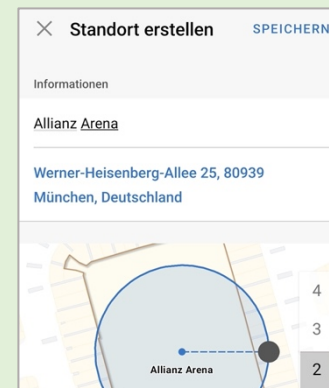 Standort erstellen SPEICHERN
Informationen
Allianz Arena
Werner-Heisenberg-Allee 25, 80939
München, Deutschland
4
3
2
Allianz Arena